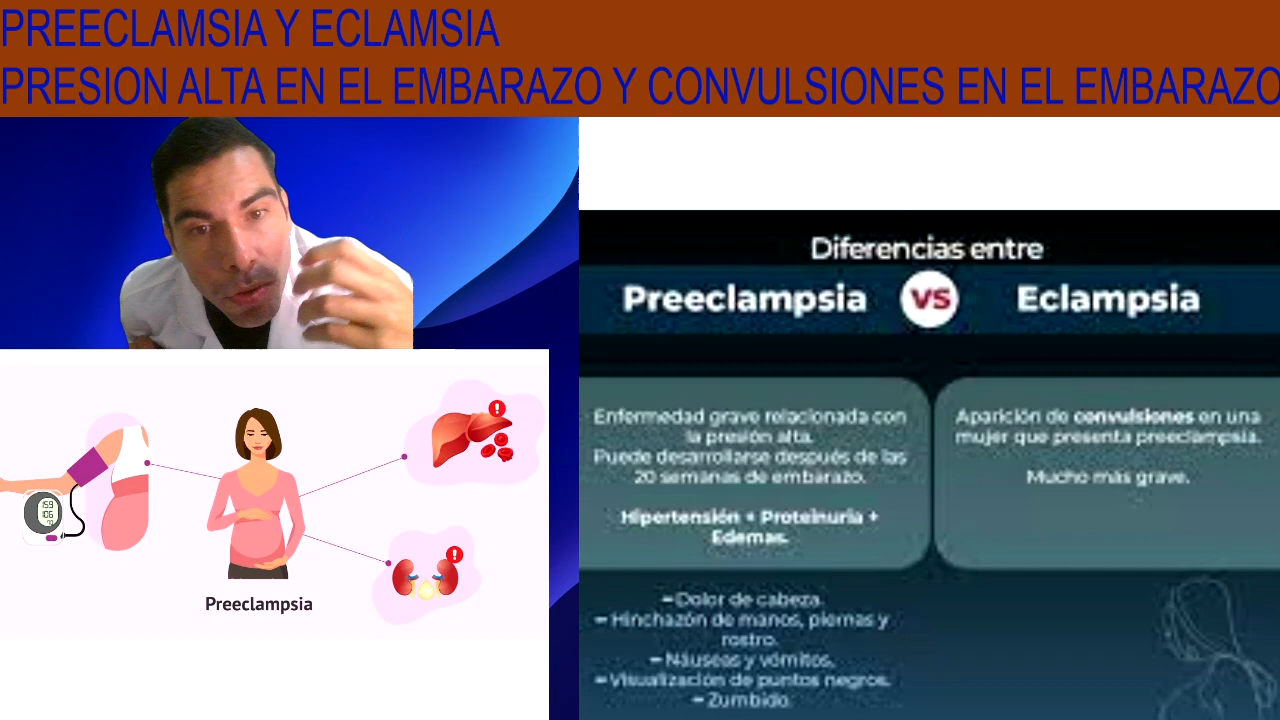 PREECLAMSIA Y ECLAMSIA
PRESION ALTA EN EL EMBARAZO Y CONVULSIONES EN EL EMBARAZO
Diferencias entre
Preeclampsia VS Eclampsia
Enfermedad grave relacionada con
la presión alta.
Puede desarrollarse después de las
20 semanas de embarazo.
Hipertensión + Proteinuria +
Edemas.
Aparición de convulsiones en una
mujer que presenta preeclampsia.
Mucho más grave.
- Dolor de cabeza.
- Hinchazón de manos, piernas y
rostro.
- Náuseas y vómitos.
- Visualización de puntos negros.
- Zumbido.
159
106
72
Preeclampsia